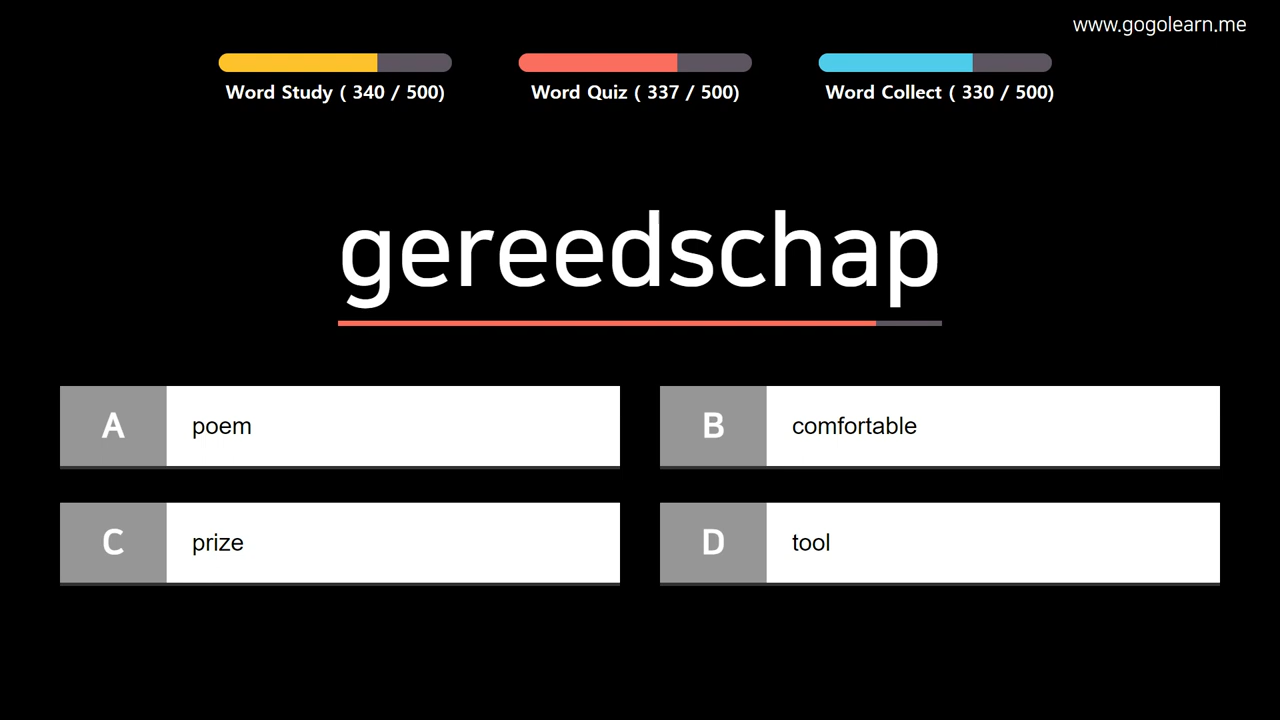 www.gogolearn.me
Word Study ( 340 / 500)
Word Quiz ( 337 / 500)
Word Collect ( 330 / 500)
gereedschap
A poem
B comfortable
C prize
D tool